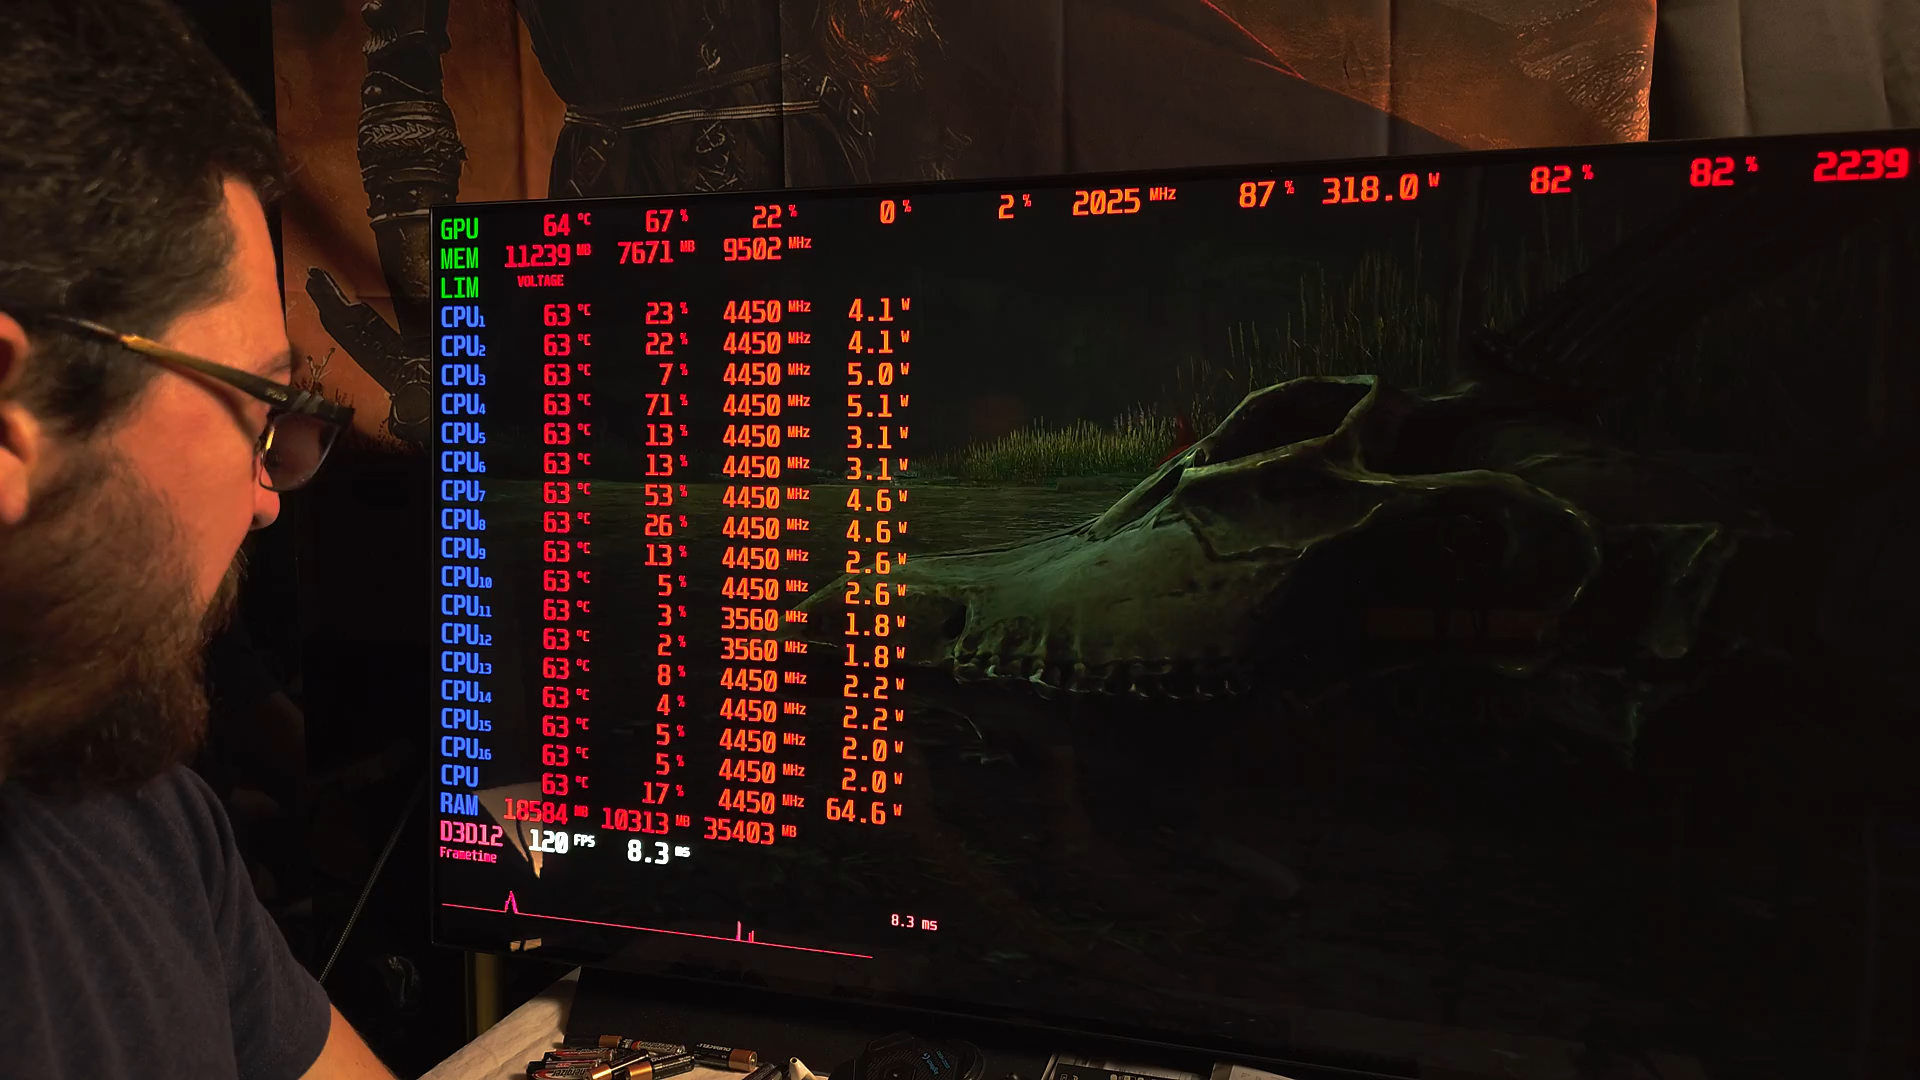 GPU 64 °C 67 % 22 % 0 % 2 % 2025 MHz 87 % 318.0 W 82 % 82 % 2239
MEM 11239 MB 7671 MB 9502 MHz
LIM VOLTAGE
CPU1 63 °C 23 % 4450 MHz 4.1 W
CPU2 63 °C 22 % 4450 MHz 4.1 W
CPU3 63 °C 7 % 4450 MHz 5.0 W
CPU4 63 °C 71 % 4450 MHz 5.1 W
CPU5 63 °C 13 % 4450 MHz 3.1 W
CPU6 63 °C 13 % 4450 MHz 3.1 W
CPU7 63 °C 53 % 4450 MHz 4.6 W
CPU8 63 °C 26 % 4450 MHz 4.6 W
CPU9 63 °C 13 % 4450 MHz 2.6 W
CPU10 63 °C 5 % 4450 MHz 2.6 W
CPU11 63 °C 3 % 3560 MHz 1.8 W
CPU12 63 °C 2 % 3560 MHz 1.8 W
CPU13 63 °C 8 % 4450 MHz 2.2 W
CPU14 63 °C 4 % 4450 MHz 2.2 W
CPU15 63 °C 5 % 4450 MHz 2.0 W
CPU16 63 °C 5 % 4450 MHz 2.0 W
CPU 63 °C 17 % 4450 MHz 64.6 W
RAM 18584 MB 10313 MB 35403 MB
D3D12 120 FPS 8.3 ms
Frametime
8.3 ms
DURACELL
Energizer